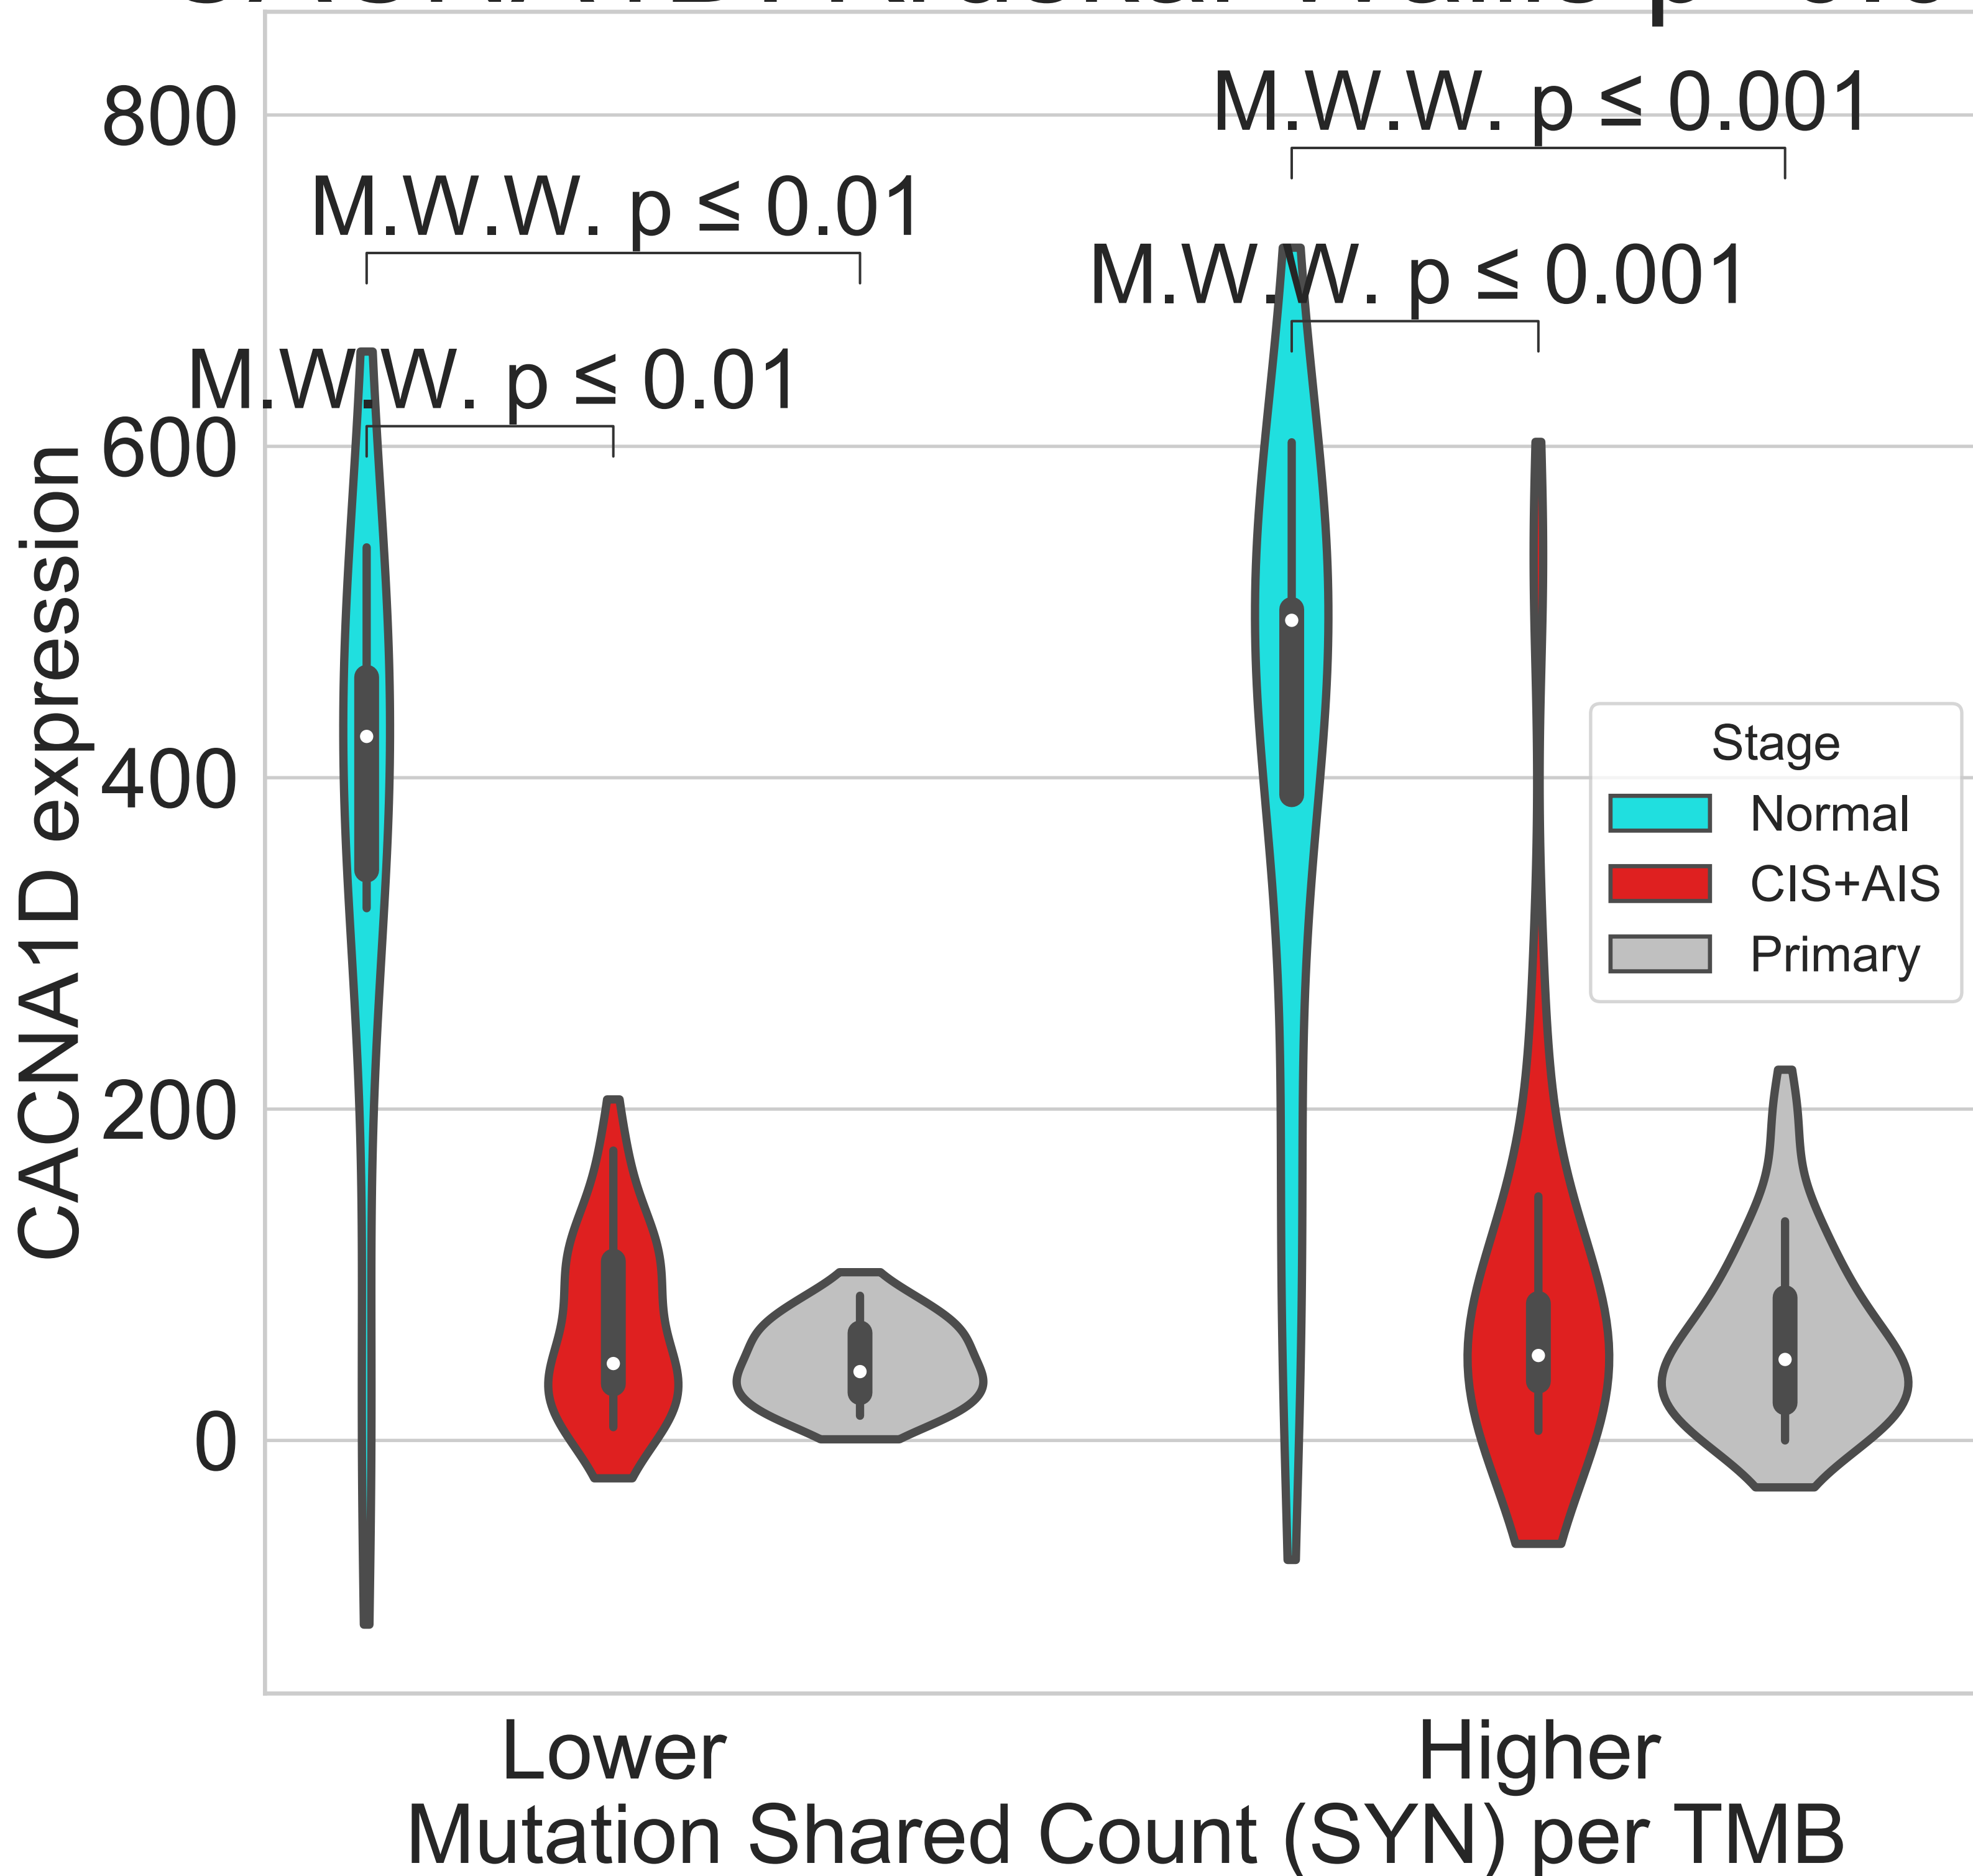 800
600
400
200
0
CACNA1D expression
M.W.W. p ≤ 0.001
M.W.W. p ≤ 0.01
M.W.W. p ≤ 0.001
M.W.W. p ≤ 0.01
Stage
Normal
CIS+AIS
Primary
Lower
Higher
Mutation Shared Count (SYN) per TMB